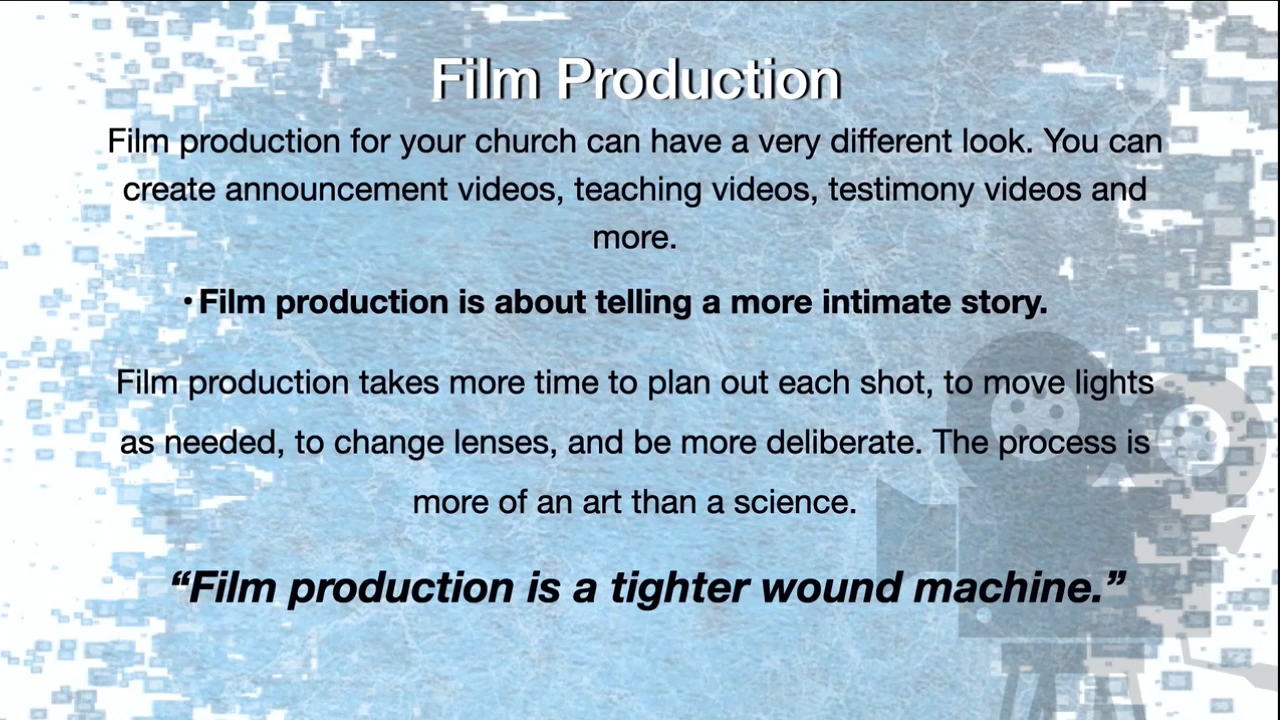 Film Production
Film production for your church can have a very different look. You can
create announcement videos, teaching videos, testimony videos and
more.
• Film production is about telling a more intimate story.
Film production takes more time to plan out each shot, to move lights
as needed, to change lenses, and be more deliberate. The process is
more of an art than a science.
“Film production is a tighter wound machine.”